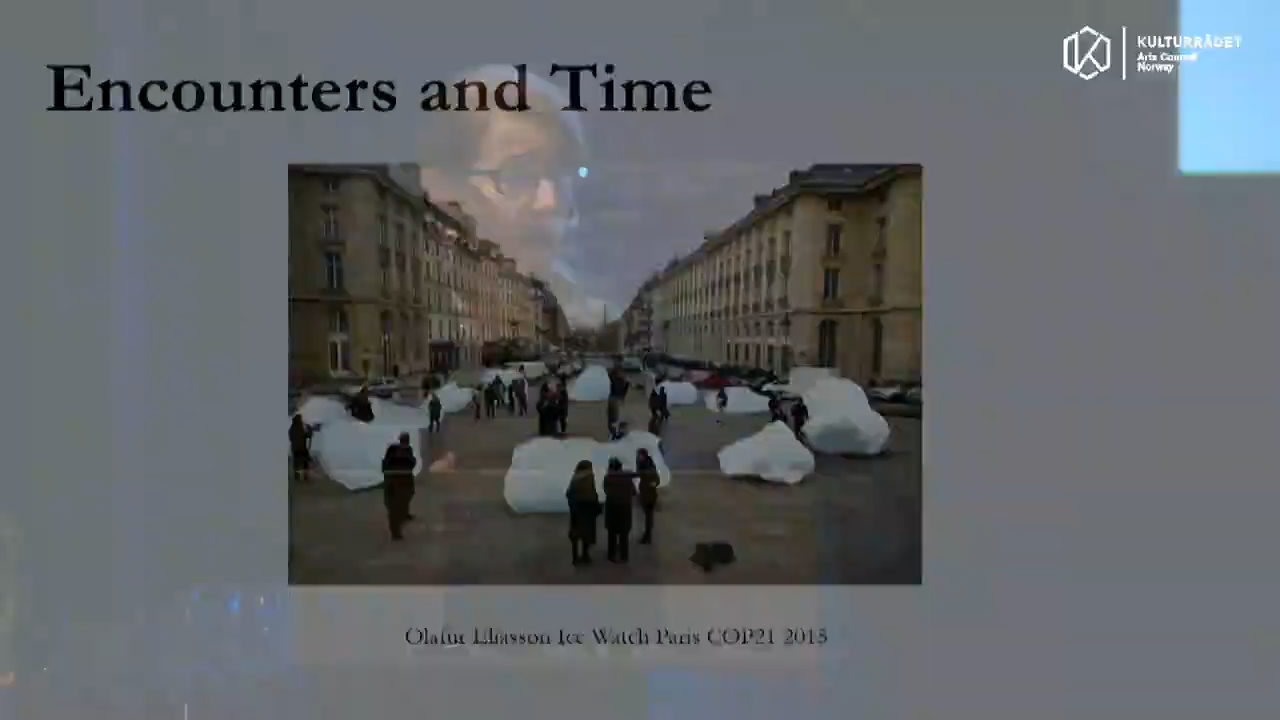 Encounters and Time
KULTURRÅDET
Arts Council
Norway
Olafur Eliasson Ice Watch Paris COP21 2015